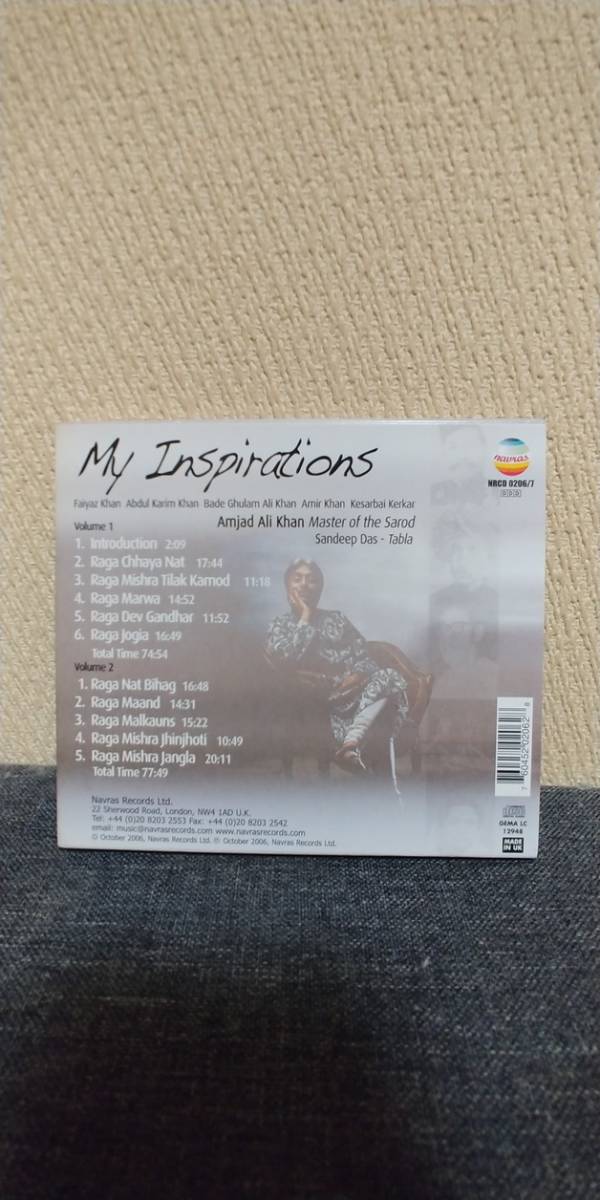 My Inspirations
navras
NRCD 0206/7
DDD
Faiyaz Khan Abdul Karim Khan Bade Ghulam Ali Khan Amir Khan Kesarbai Kerkar
Amjad Ali Khan Master of the Sarod
Sandeep Das - Tabla
Volume 1
1. Introduction 2:09
2. Raga Chhaya Nat 17:44
3. Raga Mishra Tilak Kamod 11:18
4. Raga Marwa 14:52
5. Raga Dev Gandhar 11:52
6. Raga Jogia 16:49
Total Time 74:54
Volume 2
1. Raga Nat Bihag 16:48
2. Raga Maand 14:31
3. Raga Malkauns 15:22
4. Raga Mishra Jhinjhoti 10:49
5. Raga Mishra Jangla 20:11
Total Time 77:49
Navras Records Ltd.
22 Sherwood Road, London, NW4 1AD U.K.
Tel: +44 (0)20 8203 2553 Fax: +44 (0)20 8203 2542
email: music@navrasrecords.com www.navrasrecords.com
© October 2006, Navras Records Ltd. ℗ October 2006, Navras Records Ltd.
7 60452 02062 8
GEMA LC
12948
MADE
IN UK